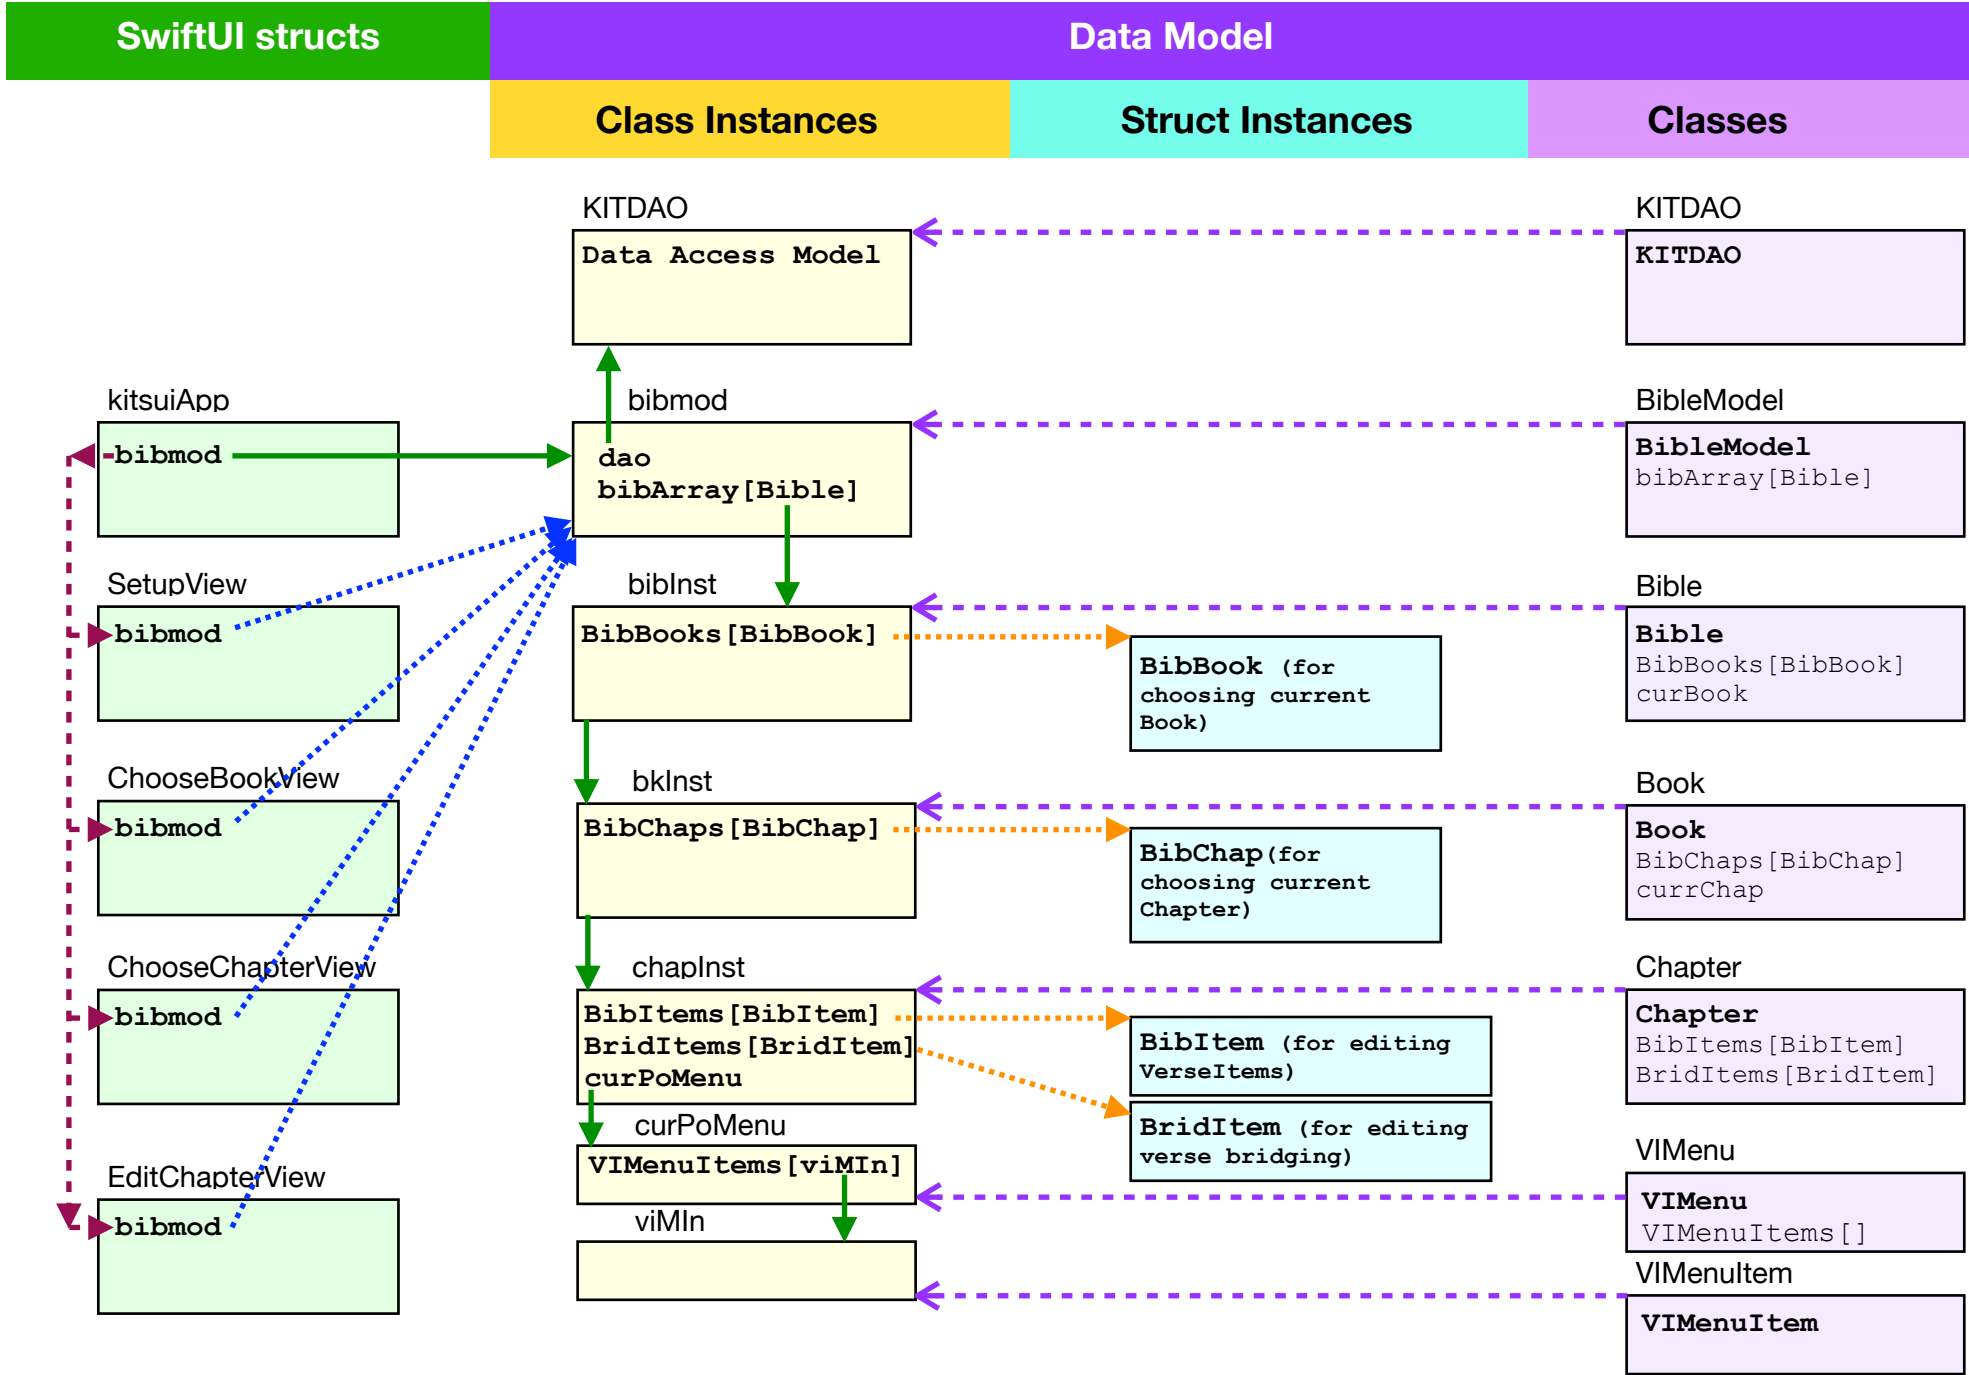 SwiftUI structs
Data Model
Class Instances
Struct Instances
Classes
KITDAO
Data Access Model
KITDAO
KITDAO
kitsuiApp
bibmod
bibmod
dao
bibArray[Bible]
BibleModel
BibleModel
bibArray[Bible]
SetupView
bibmod
bibInst
BibBooks[BibBook]
BibBook (for
choosing current
Book)
Bible
Bible
BibBooks[BibBook]
curBook
ChooseBookView
bibmod
bkInst
BibChaps[BibChap]
BibChap(for
choosing current
Chapter)
Book
Book
BibChaps[BibChap]
currChap
ChooseChapterView
bibmod
chapInst
BibItems[BibItem]
BridItems[BridItem]
curPoMenu
BibItem (for editing
VerseItems)
BridItem (for editing
verse bridging)
Chapter
Chapter
BibItems[BibItem]
BridItems[BridItem]
EditChapterView
bibmod
curPoMenu
VIMenuItems[viMIn]
viMIn
VIMenu
VIMenu
VIMenuItems[]
VIMenuItem
VIMenuItem